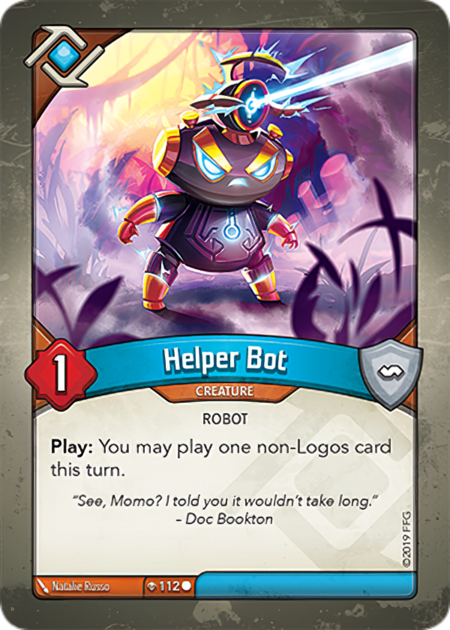 Helper Bot
1
CREATURE
ROBOT
Play: You may play one non-Logos card
this turn.
“See, Momo? I told you it wouldn’t take long.”
– Doc Bookton
©2019 FFG
Natalie Russo
112